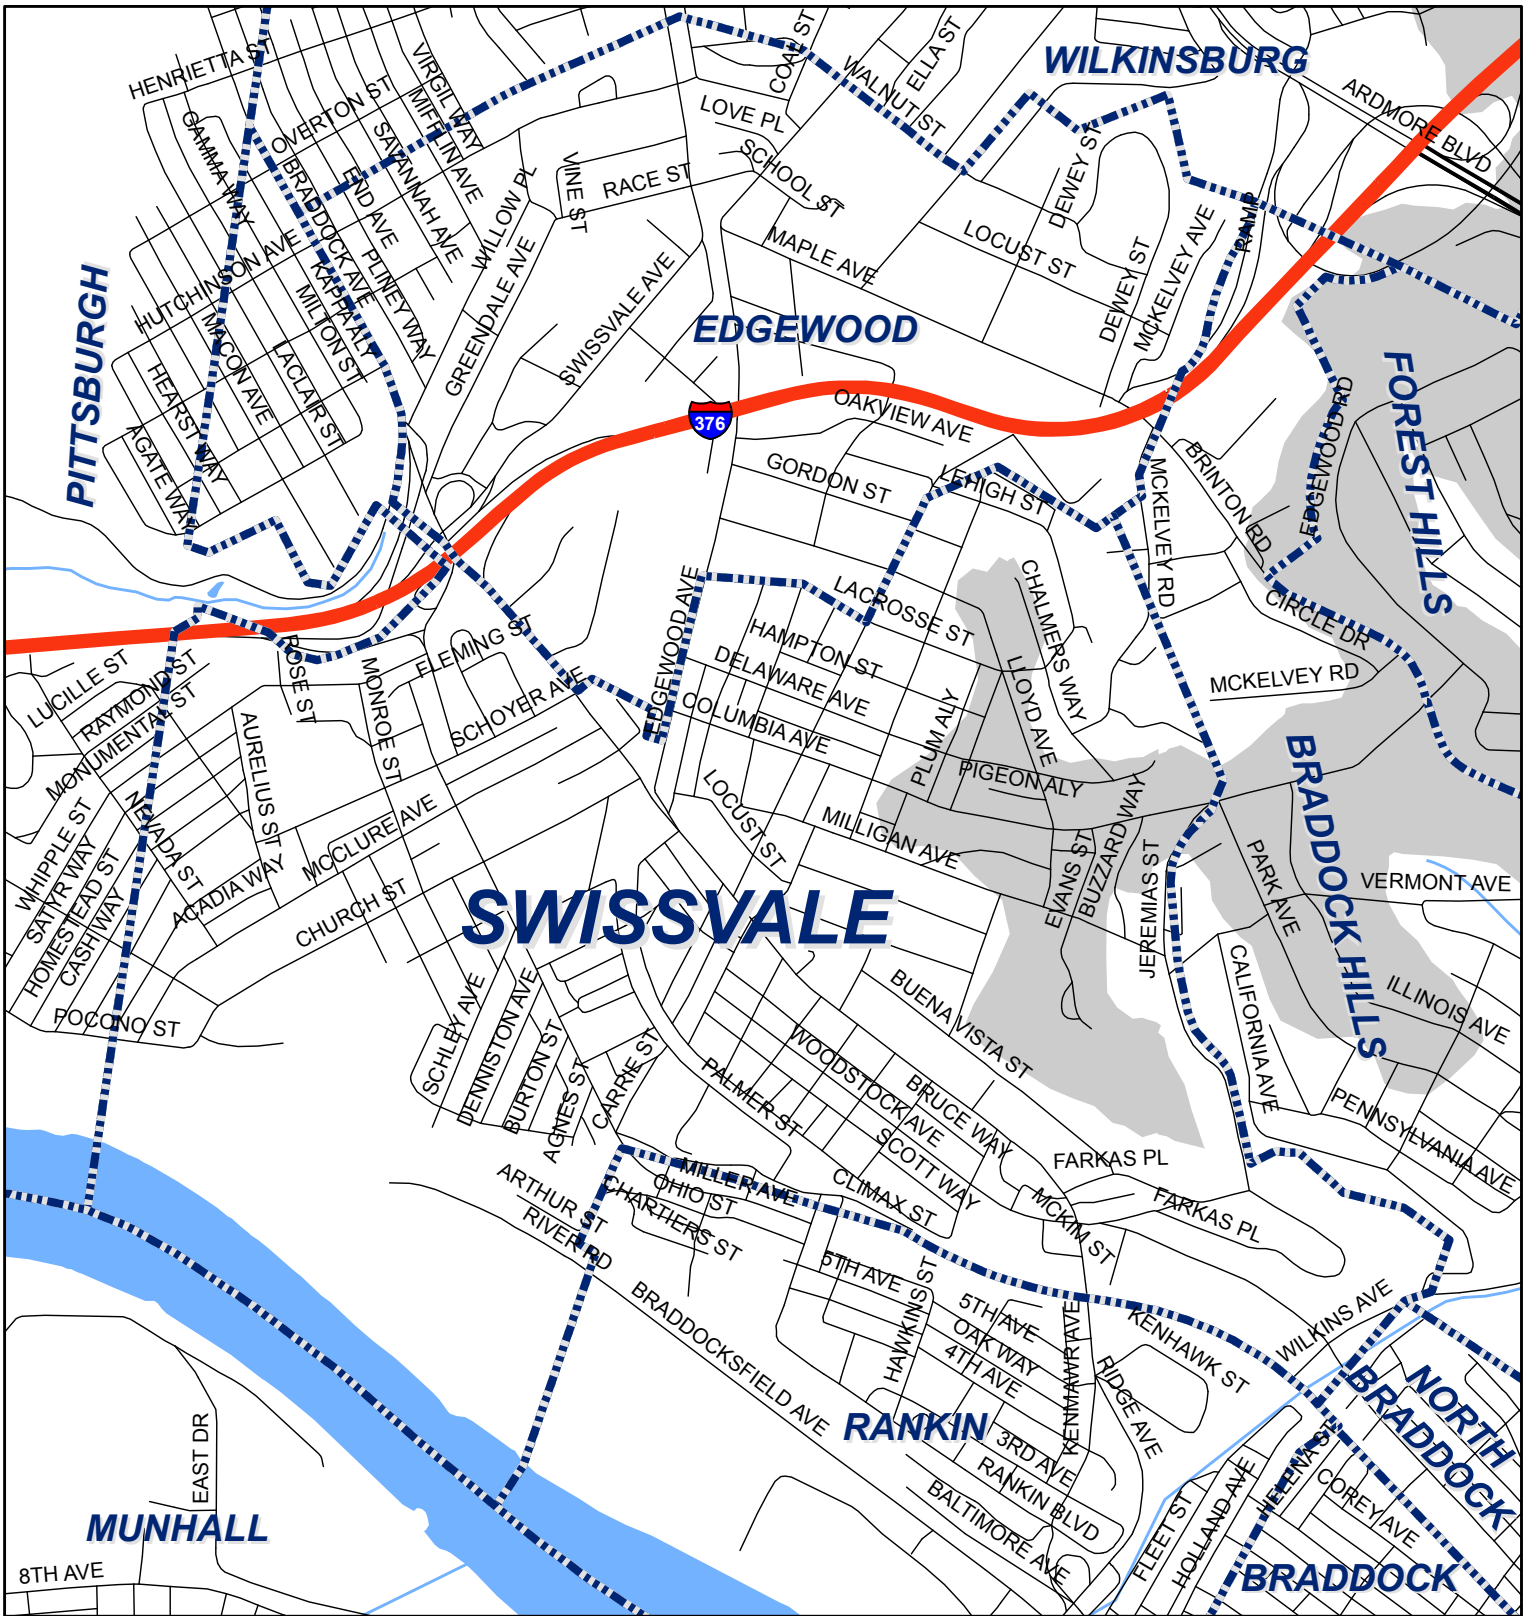 WILKINSBURG
HENRIETTA ST
VIRGIL WAY
COAL ST
ELLA ST
WALNUT ST
ARDMORE BLVD
OVERTON ST
MIFFLIN AVE
SAVANNAH AVE
GAMMA WAY
LOVE PL
SCHOOL ST
DEWEY ST
BRADDOCK AVE
END AVE
WILLOW PL
VINE ST
RACE ST
MAPLE AVE
LOCUST ST
RAMP
MCKELVEY AVE
DEWEY ST
HUTCHINSON AVE
KAPPA ALY
PLINEY WAY
MILTON ST
GREENDALE AVE
SWISSVALE AVE
EDGEWOOD
PITTSBURGH
MACON AVE
LACLAIR ST
HEARST WAY
AGATE WAY
376
OAKVIEW AVE
GORDON ST
LEHIGH ST
MCKELVEY RD
BRINTON RD
EDGEWOOD RD
FOREST HILLS
CIRCLE DR
MCKELVEY RD
CHALMERS WAY
LACROSSE ST
HAMPTON ST
DELAWARE AVE
COLUMBIA AVE
EDGEWOOD AVE
LLOYD AVE
PLUM ALY
PIGEON ALY
FLEMING ST
SCHOYER AVE
ROSE ST
MONROE ST
LUCILLE ST
RAYMOND ST
MONUMENTAL ST
AURELIUS ST
NEVADA ST
WHIPPLE ST
SATYR WAY
HOMESTEAD ST
CASHI WAY
ACADIA WAY
MCCLURE AVE
CHURCH ST
POCONO ST
LOCUST ST
MILLIGAN AVE
EVANS ST
BUZZARD WAY
JEREMIAS ST
PARK AVE
BRADDOCK HILLS
VERMONT AVE
ILLINOIS AVE
CALIFORNIA AVE
PENNSYLVANIA AVE
SWISSVALE
BUENA VISTA ST
SCHLEY AVE
DENNISTON AVE
BURTON ST
AGNES ST
CARRIE ST
PALMER ST
WOODSTOCK AVE
BRUCE WAY
SCOTT WAY
CLIMAX ST
FARKAS PL
FARKAS PL
MCKIM ST
MILLER AVE
OHIO ST
CHARTIERS ST
ARTHUR ST
RIVER RD
BRADDOCKSFIELD AVE
5TH AVE
HAWKINS ST
5TH AVE
OAK WAY
4TH AVE
KENMAWR AVE
RIDGE AVE
KENHAWK ST
WILKINS AVE
RANKIN
3RD AVE
RANKIN BLVD
BALTIMORE AVE
NORTH
BRADDOCK
HELENA ST
COREY AVE
HOLLAND AVE
FLEET ST
BRADDOCK
EAST DR
MUNHALL
8TH AVE